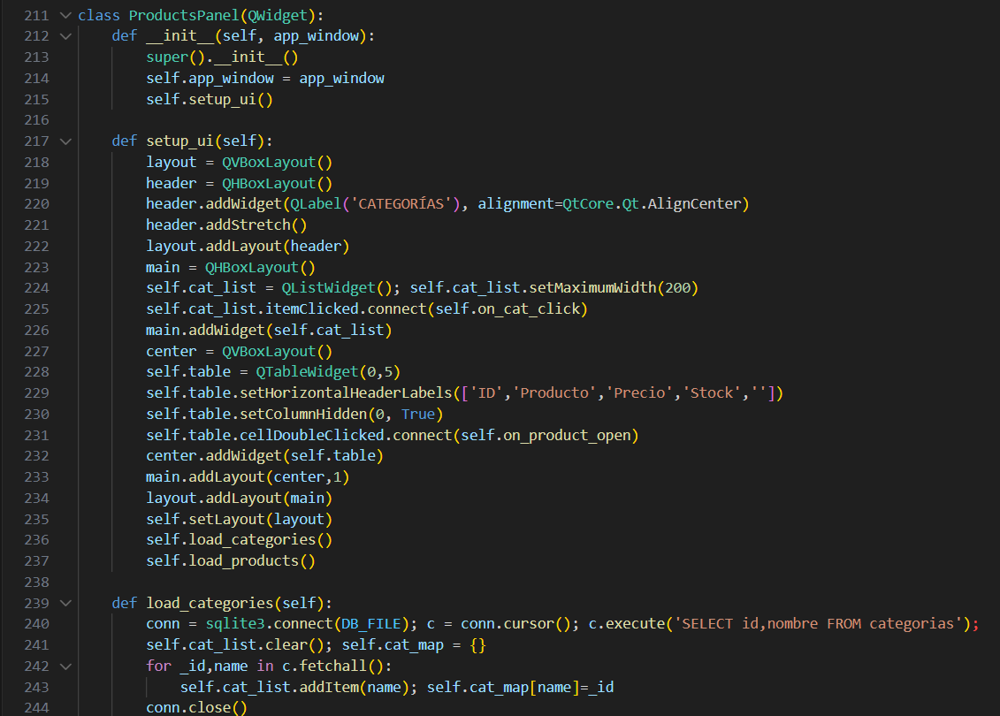 211 class ProductsPanel(QWidget):
212     def __init__(self, app_window):
213         super().__init__()
214         self.app_window = app_window
215         self.setup_ui()
216
217     def setup_ui(self):
218         layout = QVBoxLayout()
219         header = QHBoxLayout()
220         header.addWidget(QLabel('CATEGORÍAS'), alignment=QtCore.Qt.AlignCenter)
221         header.addStretch()
222         layout.addLayout(header)
223         main = QHBoxLayout()
224         self.cat_list = QListWidget(); self.cat_list.setMaximumWidth(200)
225         self.cat_list.itemClicked.connect(self.on_cat_click)
226         main.addWidget(self.cat_list)
227         center = QVBoxLayout()
228         self.table = QTableWidget(0,5)
229         self.table.setHorizontalHeaderLabels(['ID','Producto','Precio','Stock',''])
230         self.table.setColumnHidden(0, True)
231         self.table.cellDoubleClicked.connect(self.on_product_open)
232         center.addWidget(self.table)
233         main.addLayout(center,1)
234         layout.addLayout(main)
235         self.setLayout(layout)
236         self.load_categories()
237         self.load_products()
238
239     def load_categories(self):
240         conn = sqlite3.connect(DB_FILE); c = conn.cursor(); c.execute('SELECT id,nombre FROM categorias');
241         self.cat_list.clear(); self.cat_map = {}
242         for _id,name in c.fetchall():
243             self.cat_list.addItem(name); self.cat_map[name]=_id
244         conn.close()